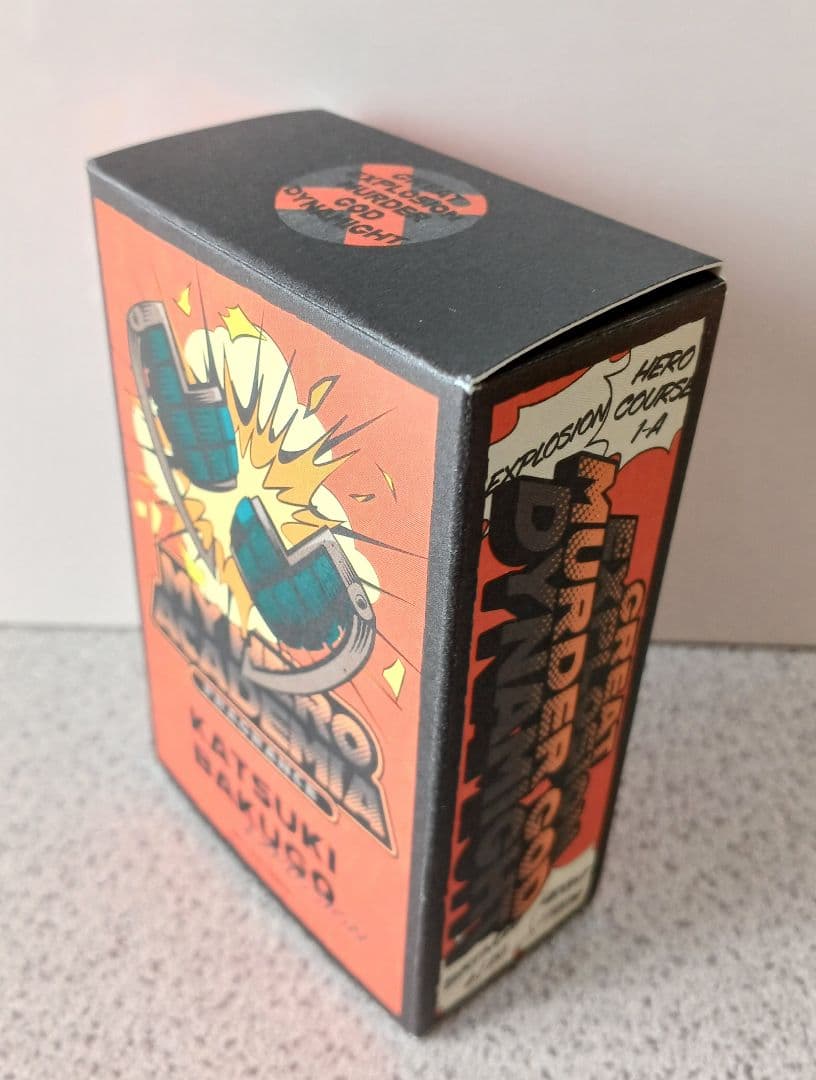 GREAT
EXPLOSION
MURDER
GOD
DYNAMIGHT
MY HERO
ACADEMIA
FRAGRANCE
KATSUKI
BAKUGO
EXPLOSION
HERO
COURSE
1-A
GREAT
EXPLOSION
MURDER GOD
DYNAMIGHT